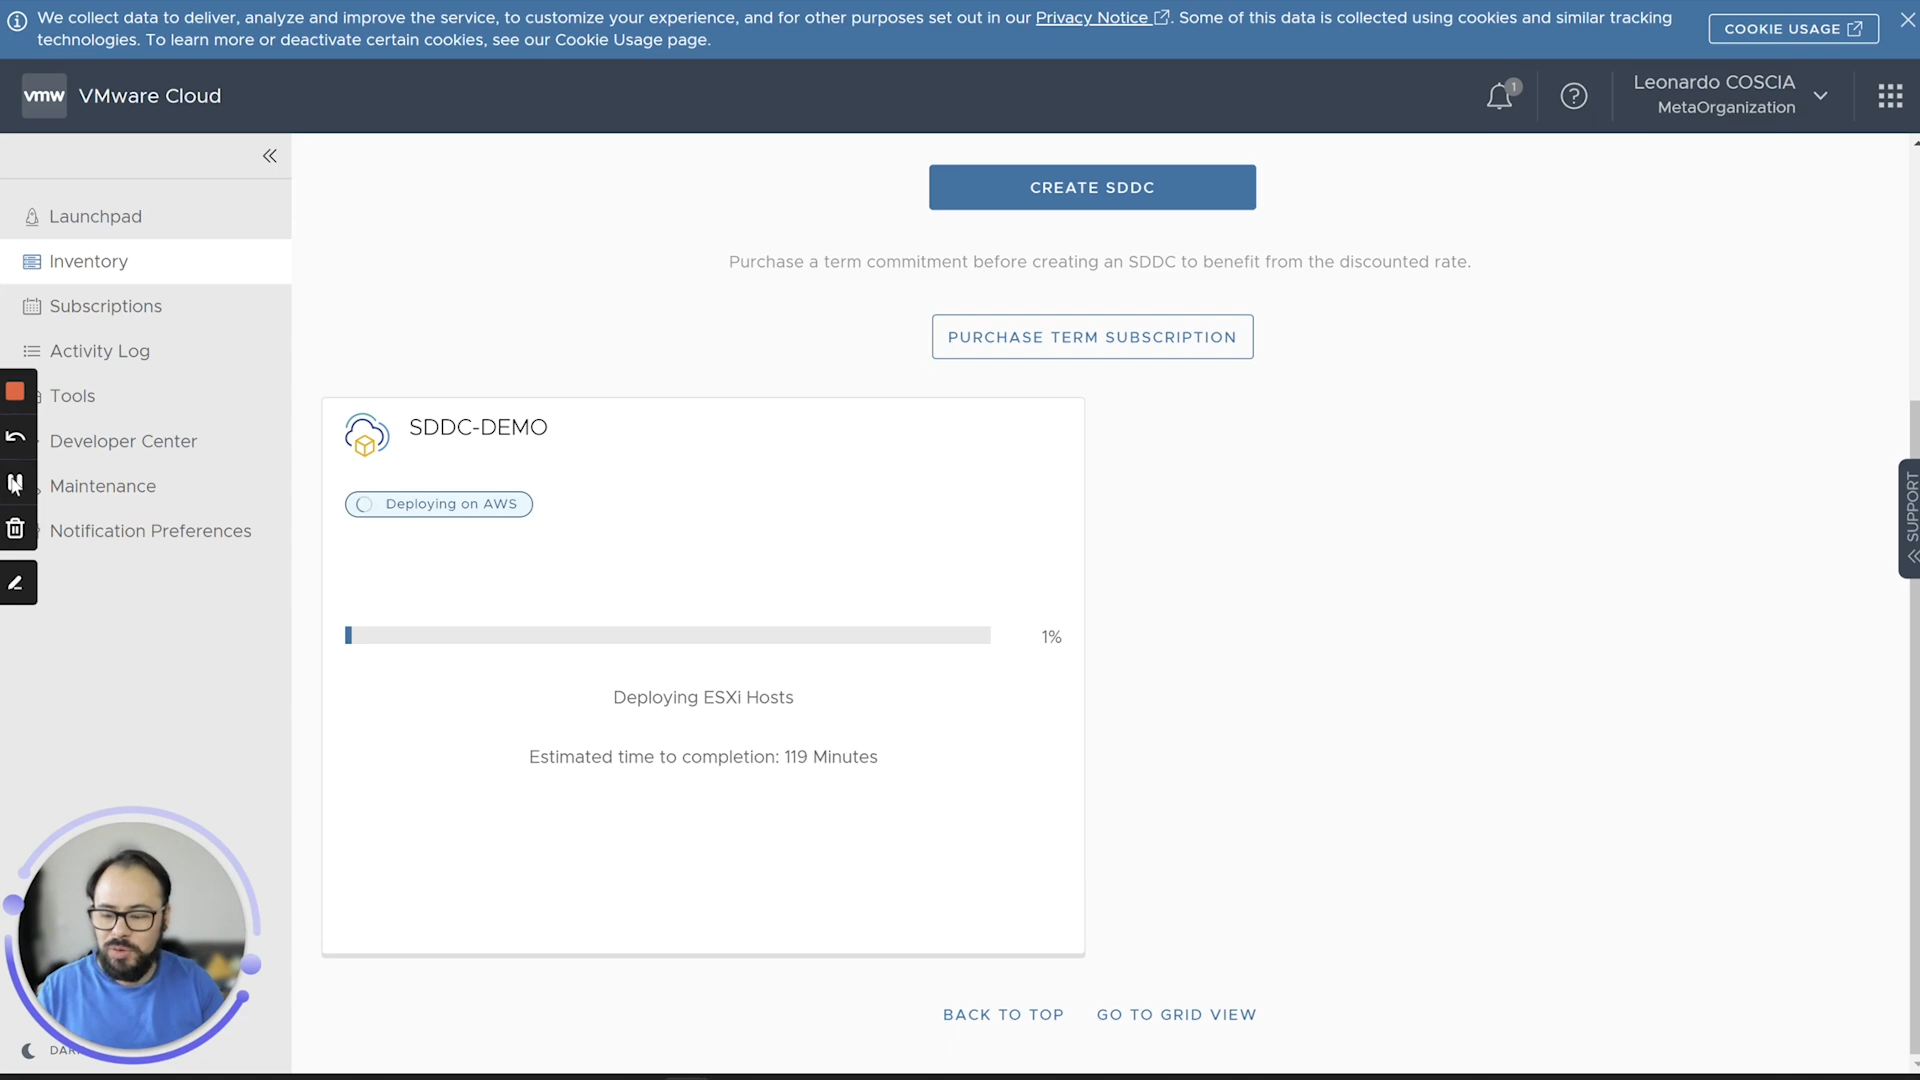 We collect data to deliver, analyze and improve the service, to customize your experience, and for other purposes set out in our Privacy Notice. Some of this data is collected using cookies and similar tracking
technologies. To learn more or deactivate certain cookies, see our Cookie Usage page.
COOKIE USAGE
vmw VMware Cloud
1
Leonardo COSCIA
MetaOrganization
Launchpad
Inventory
Subscriptions
Activity Log
Tools
Developer Center
Maintenance
Notification Preferences
CREATE SDDC
Purchase a term commitment before creating an SDDC to benefit from the discounted rate.
PURCHASE TERM SUBSCRIPTION
SDDC-DEMO
Deploying on AWS
1%
Deploying ESXi Hosts
Estimated time to completion: 119 Minutes
BACK TO TOP GO TO GRID VIEW
SUPPORT